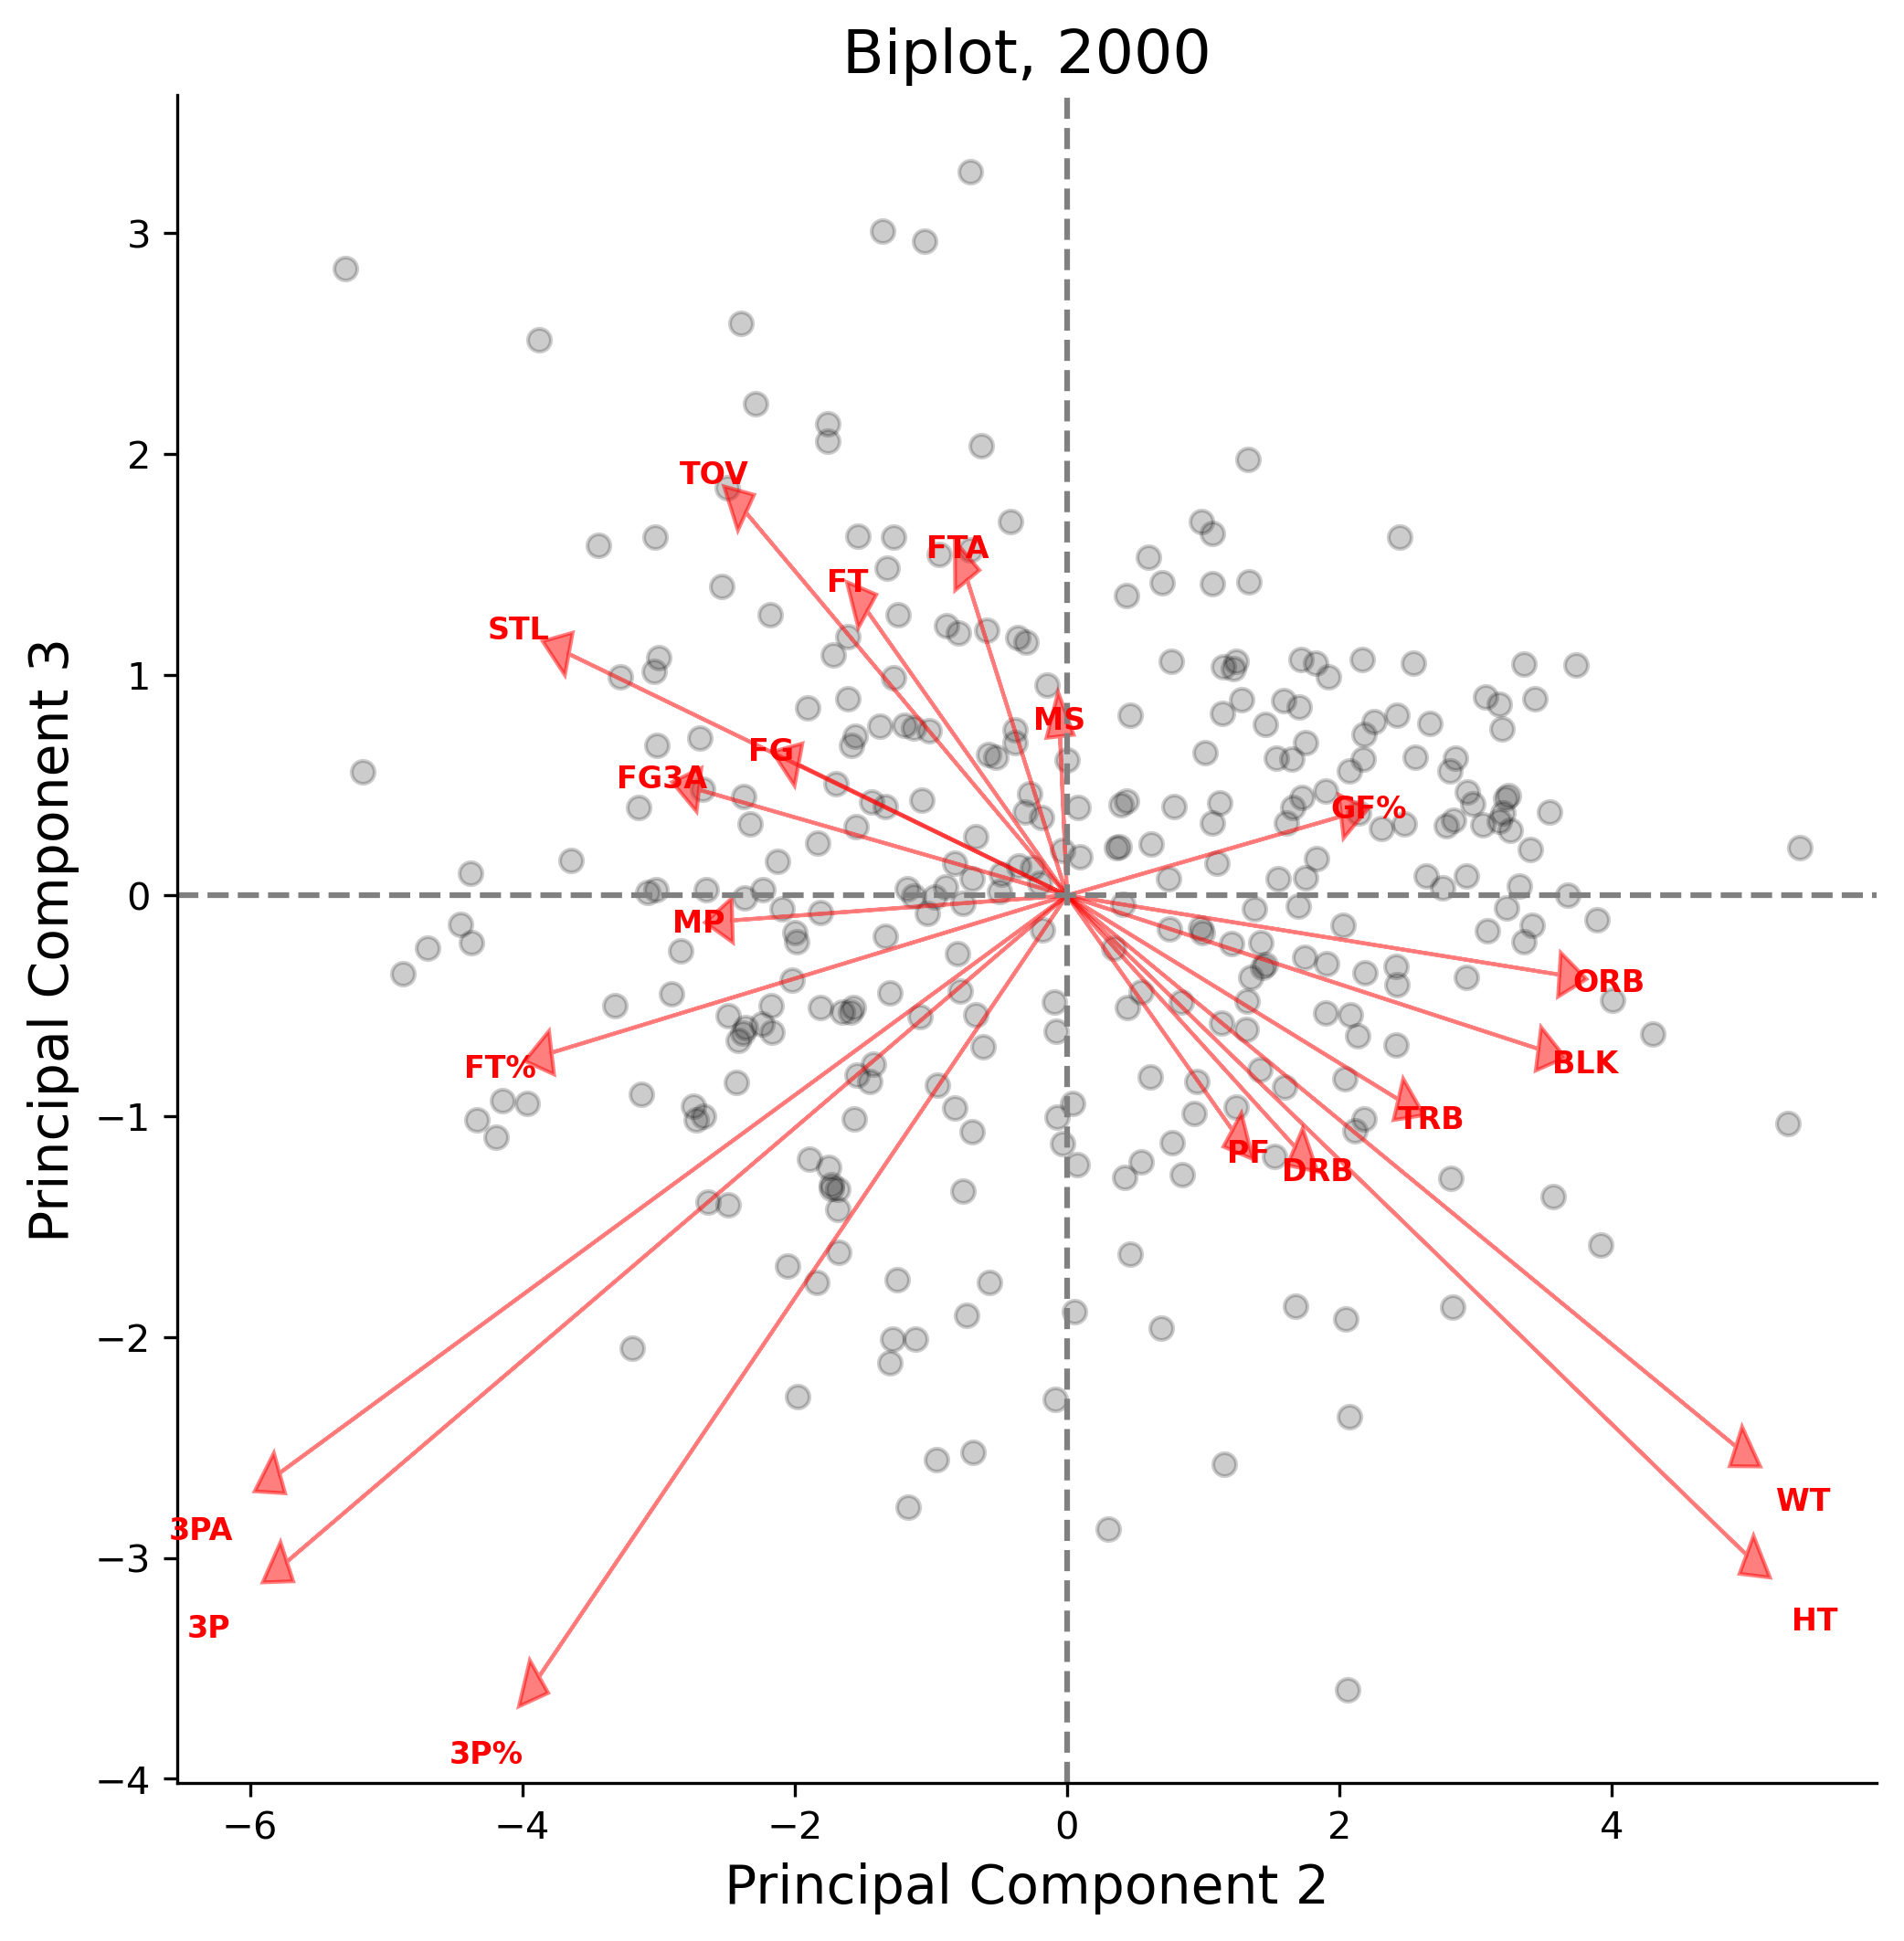 Biplot, 2000
Principal Component 3
3
2
1
0
−1
−2
−3
−4
TOV
FTA
FT
STL
MS
FG
FG3A
GF%
MP
ORB
FT%
BLK
TRB
PF
DRB
WT
3PA
3P
HT
3P%
−6
−4
−2
0
2
4
Principal Component 2